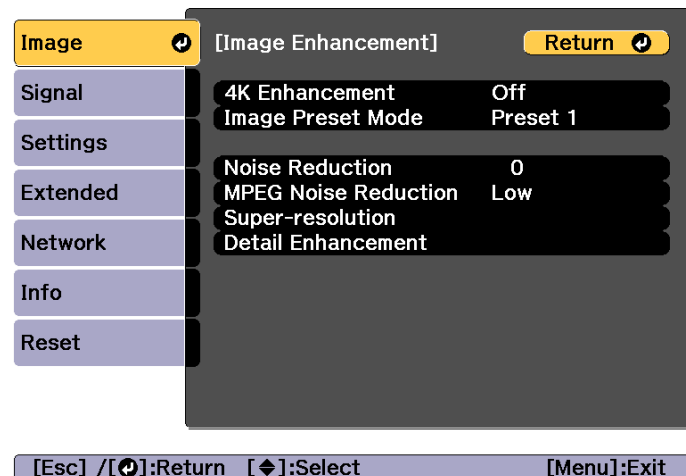 Image
[Image Enhancement] Return
Signal
4K Enhancement Off
Image Preset Mode Preset 1
Settings
Noise Reduction 0
Extended
MPEG Noise Reduction Low
Super-resolution
Network
Detail Enhancement
Info
Reset
[Esc] /[]:Return []:Select [Menu]:Exit